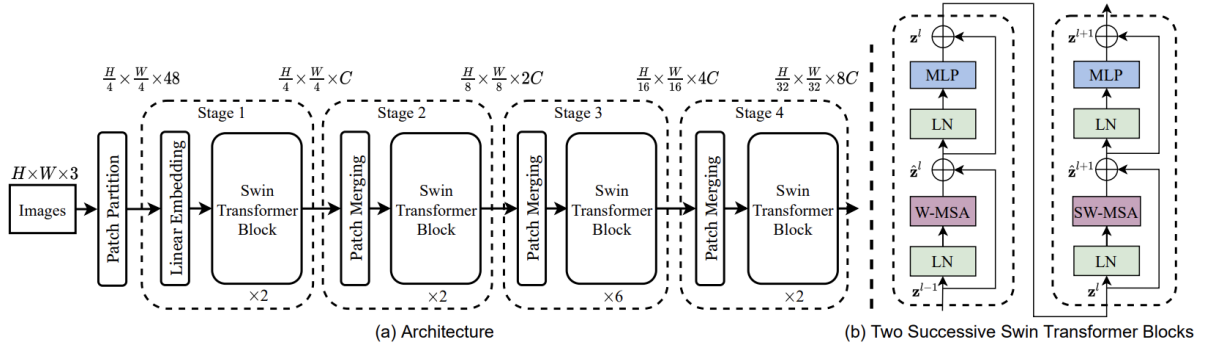 H/4 × W/4 × 48
H/4 × W/4 × C
H/8 × W/8 × 2C
H/16 × W/16 × 4C
H/32 × W/32 × 8C
Stage 1
Stage 2
Stage 3
Stage 4
H × W × 3
Images
Patch Partition
Linear Embedding
Swin
Transformer
Block
×2
Patch Merging
Swin
Transformer
Block
×2
Patch Merging
Swin
Transformer
Block
×6
Patch Merging
Swin
Transformer
Block
×2
(a) Architecture
z^l
MLP
LN
ẑ^l
W-MSA
LN
z^{l-1}
z^{l+1}
MLP
LN
ẑ^{l+1}
SW-MSA
LN
z^l
(b) Two Successive Swin Transformer Blocks